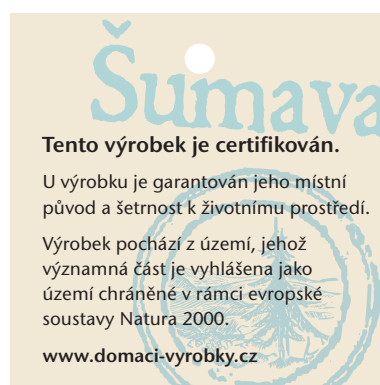 Šumava
Tento výrobek je certifikován.
U výrobku je garantován jeho místní
původ a šetrnost k životnímu prostředí.
Výrobek pochází z území, jehož
významná část je vyhlášena jako
území chráněné v rámci evropské
soustavy Natura 2000.
www.domaci-vyrobky.cz